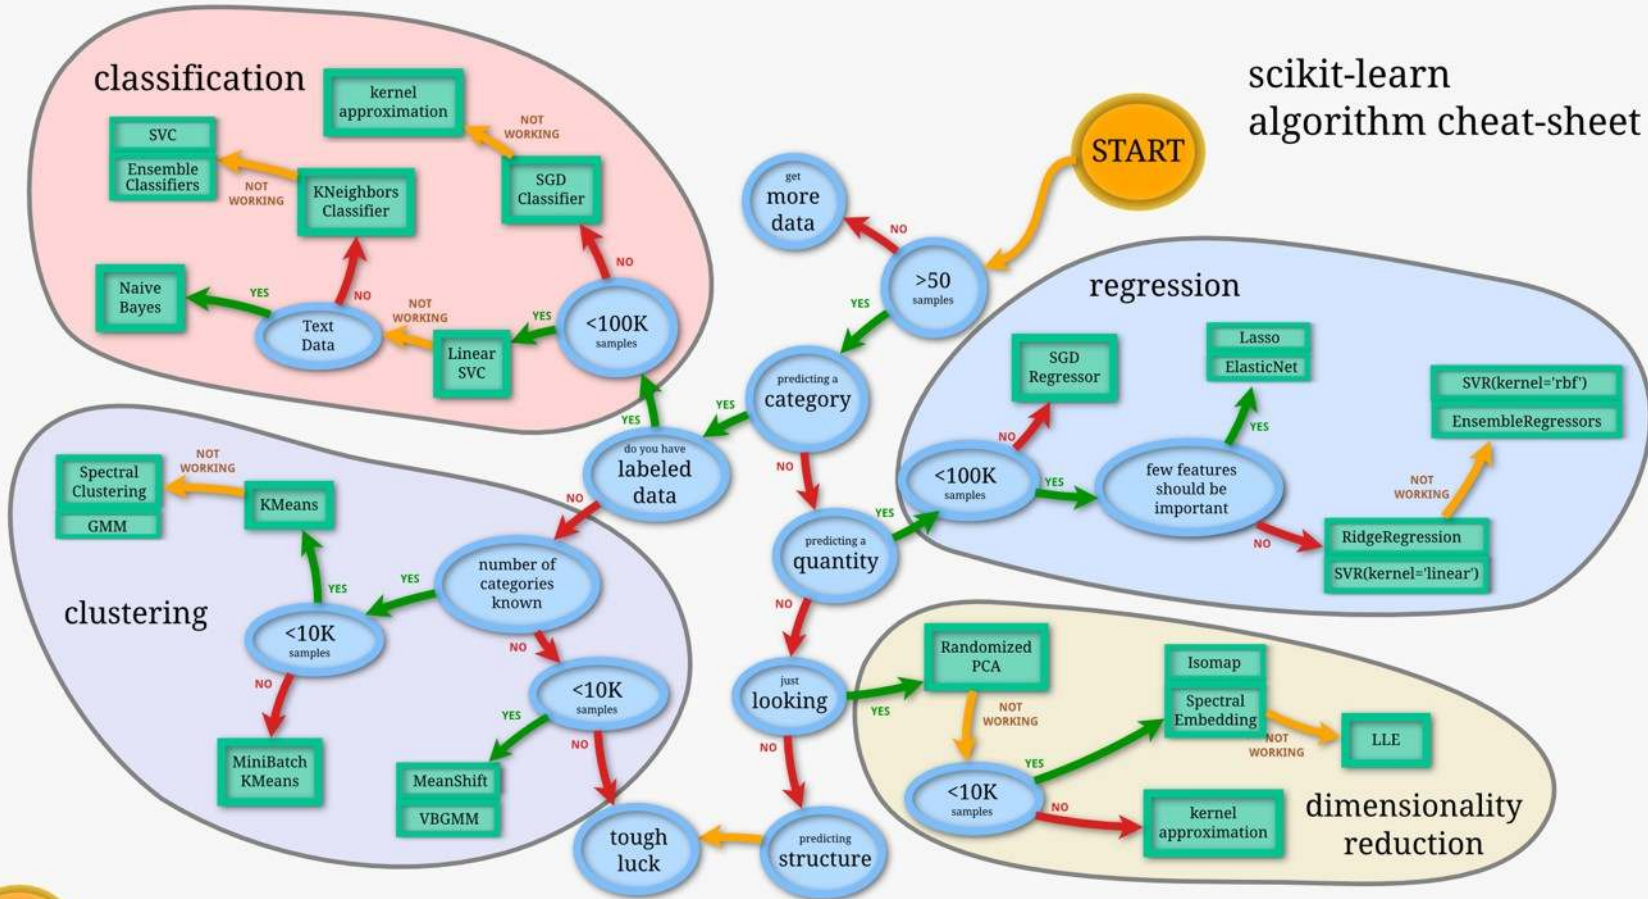 scikit-learn
algorithm cheat-sheet
START
classification
kernel
approximation
NOT
WORKING
SVC
Ensemble
Classifiers
NOT
WORKING
KNeighbors
Classifier
SGD
Classifier
NO
NO
Naive
Bayes
YES
Text
Data
NOT
WORKING
Linear
SVC
YES
<100K
samples
YES
get
more
data
NO
>50
samples
YES
predicting a
category
YES
NO
do you have
labeled
data
NO
predicting a
quantity
YES
NO
just
looking
YES
NO
predicting
structure
tough
luck
regression
SGD
Regressor
NO
<100K
samples
YES
Lasso
ElasticNet
YES
few features
should be
important
NO
SVR(kernel='rbf')
EnsembleRegressors
NOT
WORKING
RidgeRegression
SVR(kernel='linear')
clustering
Spectral
Clustering
GMM
NOT
WORKING
KMeans
YES
number of
categories
known
YES
NO
<10K
samples
NO
MiniBatch
KMeans
<10K
samples
YES
NO
MeanShift
VBGMM
dimensionality
reduction
Randomized
PCA
NOT
WORKING
<10K
samples
YES
NO
Isomap
Spectral
Embedding
NOT
WORKING
LLE
kernel
approximation